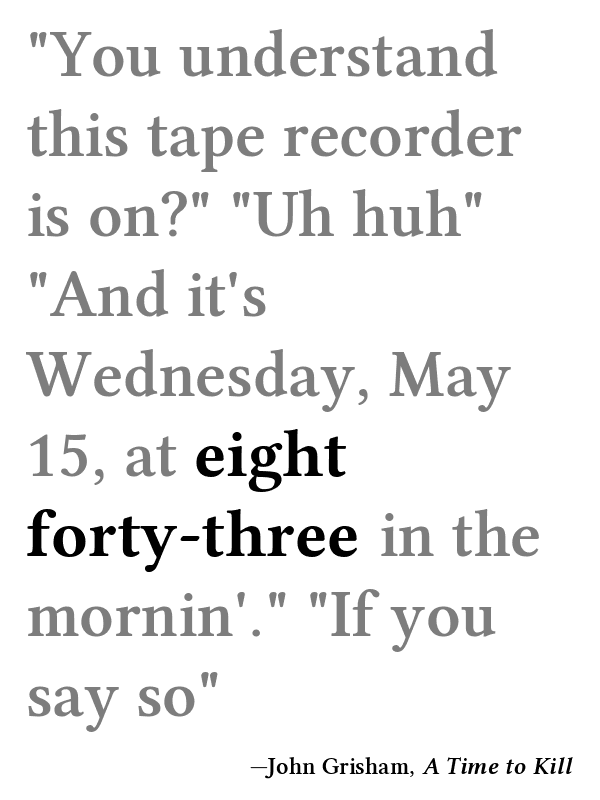 "You understand
this tape recorder
is on?" "Uh huh"
"And it's
Wednesday, May
15, at eight
forty-three in the
mornin'." "If you
say so"
—John Grisham, A Time to Kill